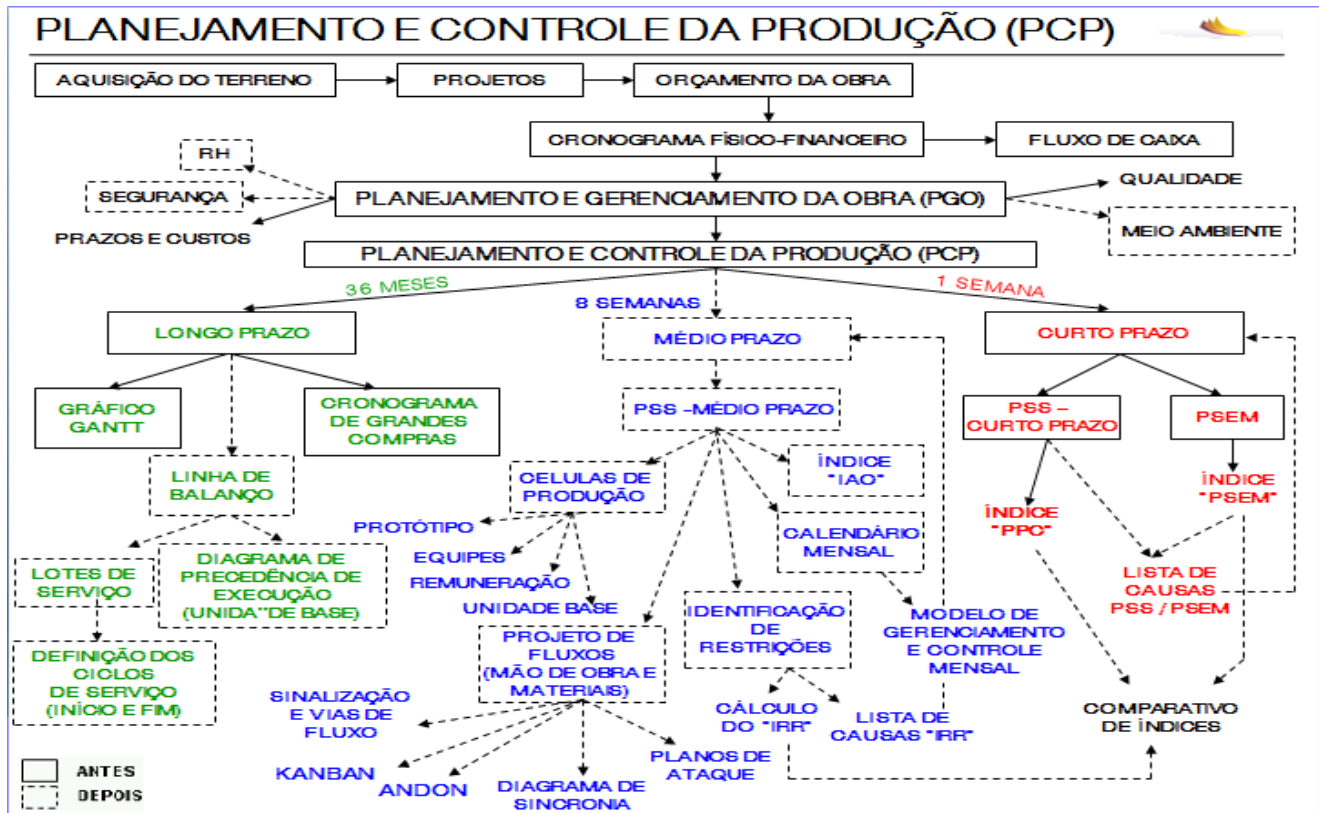 PLANEJAMENTO E CONTROLE DA PRODUÇÃO (PCP)
AQUISIÇÃO DO TERRENO
PROJETOS
ORÇAMENTO DA OBRA
CRONOGRAMA FÍSICO-FINANCEIRO
FLUXO DE CAIXA
RH
SEGURANÇA
PRAZOS E CUSTOS
PLANEJAMENTO E GERENCIAMENTO DA OBRA (PGO)
QUALIDADE
MEIO AMBIENTE
PLANEJAMENTO E CONTROLE DA PRODUÇÃO (PCP)
36 MESES
8 SEMANAS
1 SEMANA
LONGO PRAZO
MÉDIO PRAZO
CURTO PRAZO
GRÁFICO
GANTT
CRONOGRAMA
DE GRANDES
COMPRAS
PSS -MÉDIO PRAZO
PSS -
CURTO PRAZO
PSEM
LINHA DE
BALANÇO
CELULAS DE
PRODUÇÃO
ÍNDICE
"IAO"
ÍNDICE
"PPC"
ÍNDICE
"PSEM"
LOTES DE
SERVIÇO
DIAGRAMA DE
PRECEDÊNCIA DE
EXECUÇÃO
(UNIDA"DE BASE)
PROTÓTIPO
EQUIPES
REMUNERAÇÃO
UNIDADE BASE
CALENDÁRIO
MENSAL
LISTA DE
CAUSAS
PSS / PSEM
DEFINIÇÃO DOS
CICLOS
DE SERVIÇO
(INÍCIO E FIM)
PROJETO DE
FLUXOS
(MÃO DE OBRA E
MATERIAIS)
IDENTIFICAÇÃO
DE
RESTRIÇÕES
MODELO DE
GERENCIAMENTO
E CONTROLE
MENSAL
SINALIZAÇÃO
E VIAS DE
FLUXO
KANBAN
ANDON
DIAGRAMA DE
SINCRONIA
PLANOS DE
ATAQUE
CÁLCULO
DO "IRR"
LISTA DE
CAUSAS "IRR"
COMPARATIVO
DE ÍNDICES
ANTES
DEPOIS